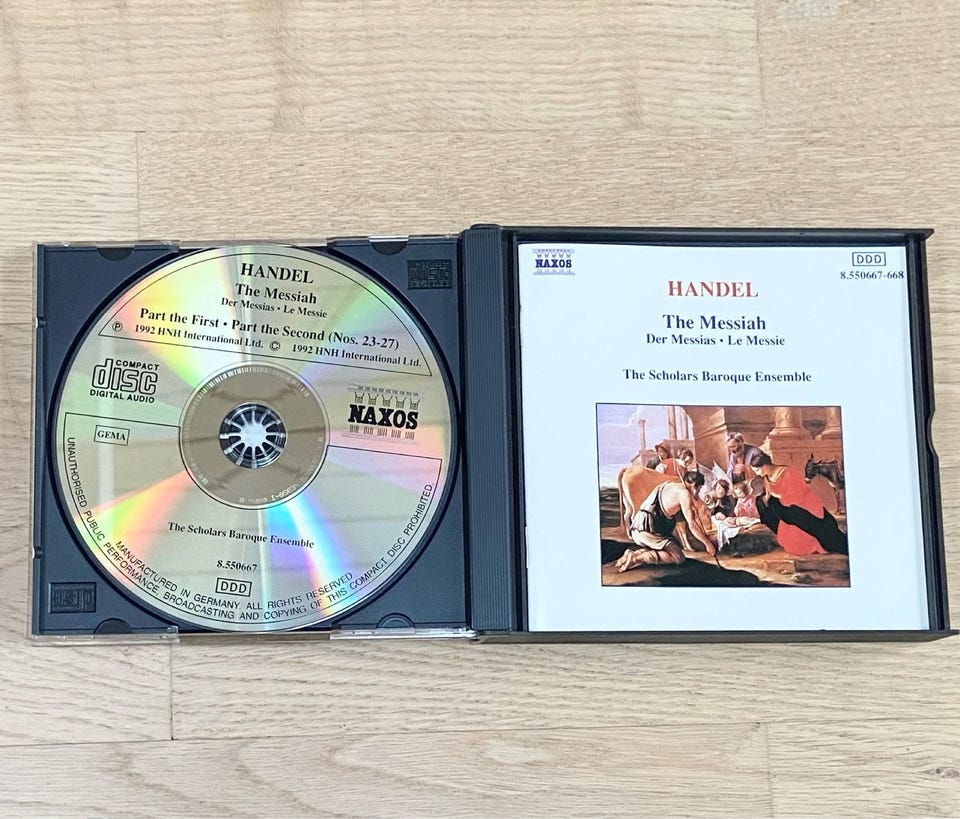 HANDEL
The Messiah
Der Messias • Le Messie
Part the First • Part the Second (Nos. 23-27)
Ⓟ 1992 HNH International Ltd. © 1992 HNH International Ltd.
COMPACT
disc
DIGITAL AUDIO
NAXOS
GEMA
The Scholars Baroque Ensemble
8.550667
DDD
UNAUTHORISED PUBLIC PERFORMANCE, BROADCASTING AND COPYING OF THIS COMPACT DISC PROHIBITED.
MANUFACTURED IN GERMANY. ALL RIGHTS RESERVED
NAXOS
DDD
8.550667-668
HANDEL
The Messiah
Der Messias • Le Messie
The Scholars Baroque Ensemble